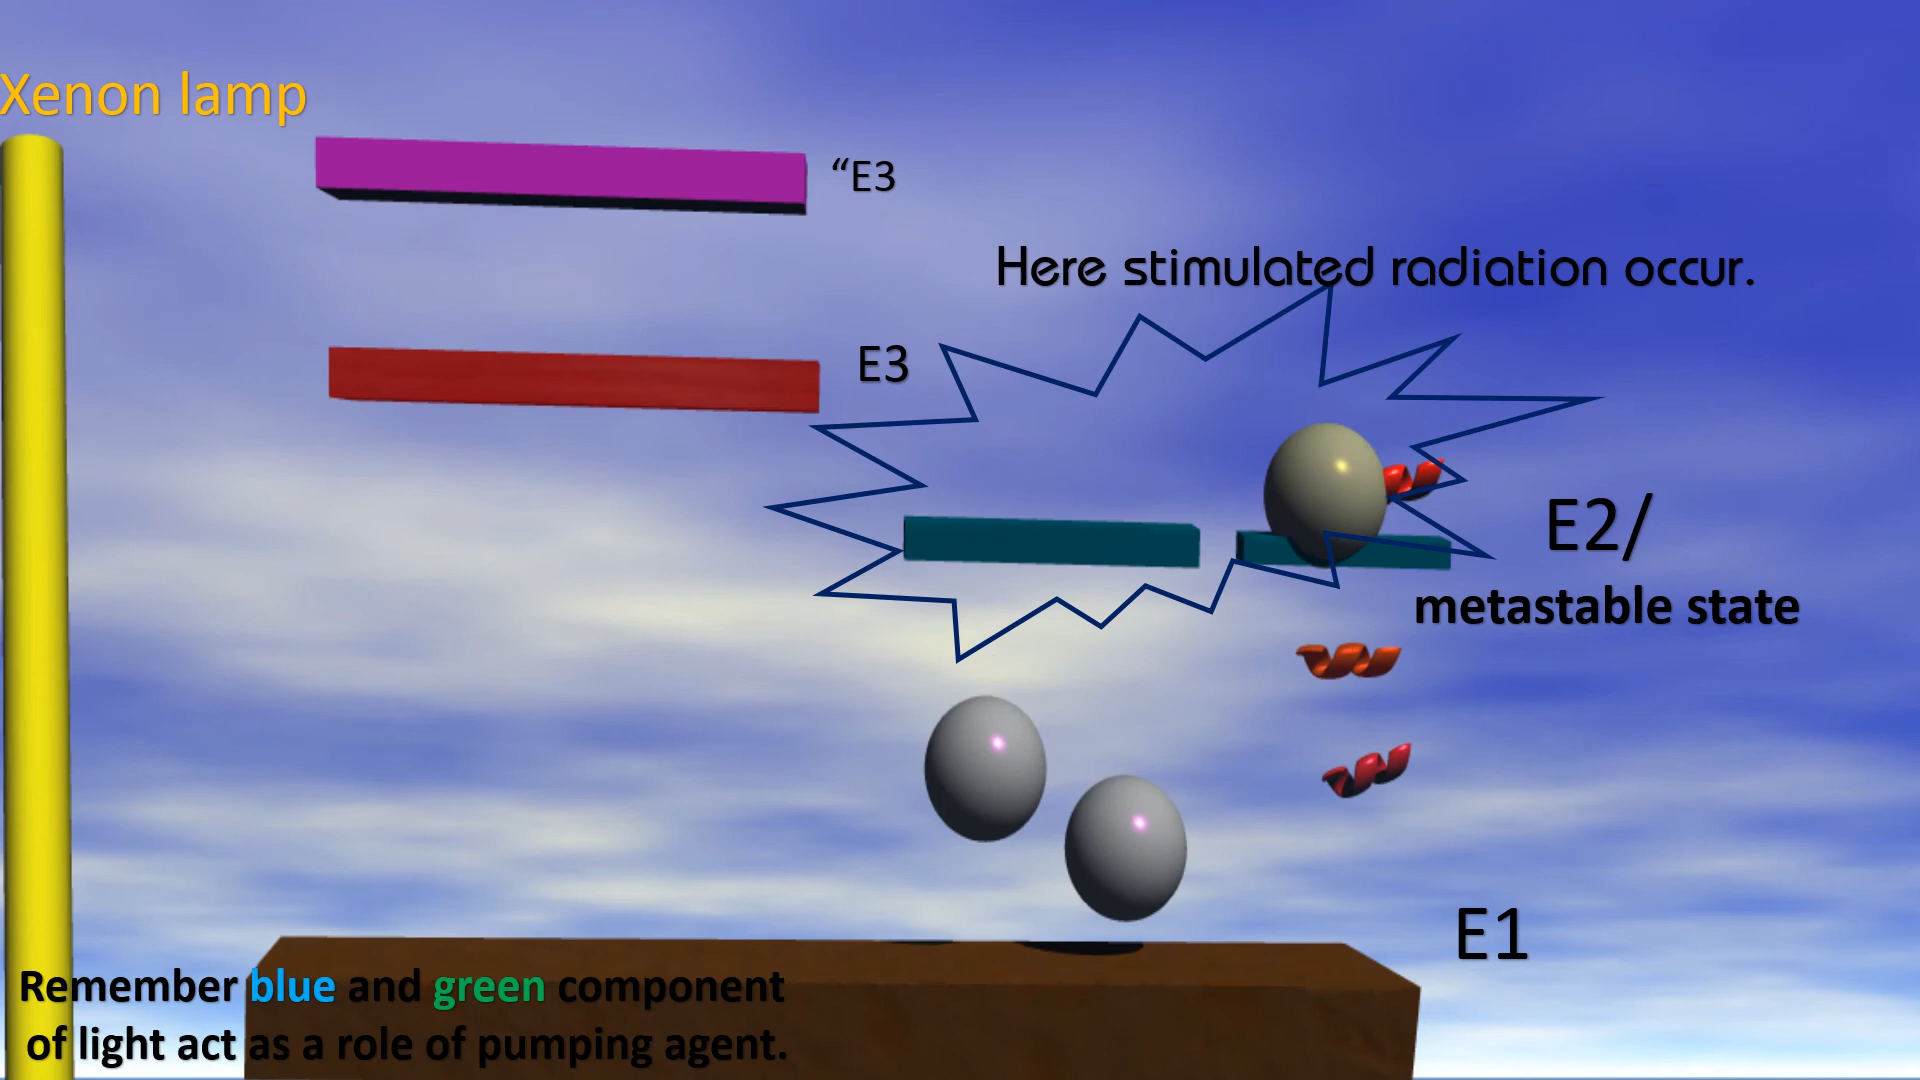 Xenon lamp
“E3
Here stimulated radiation occur.
E3
E2/
metastable state
E1
Remember blue and green component
of light act as a role of pumping agent.